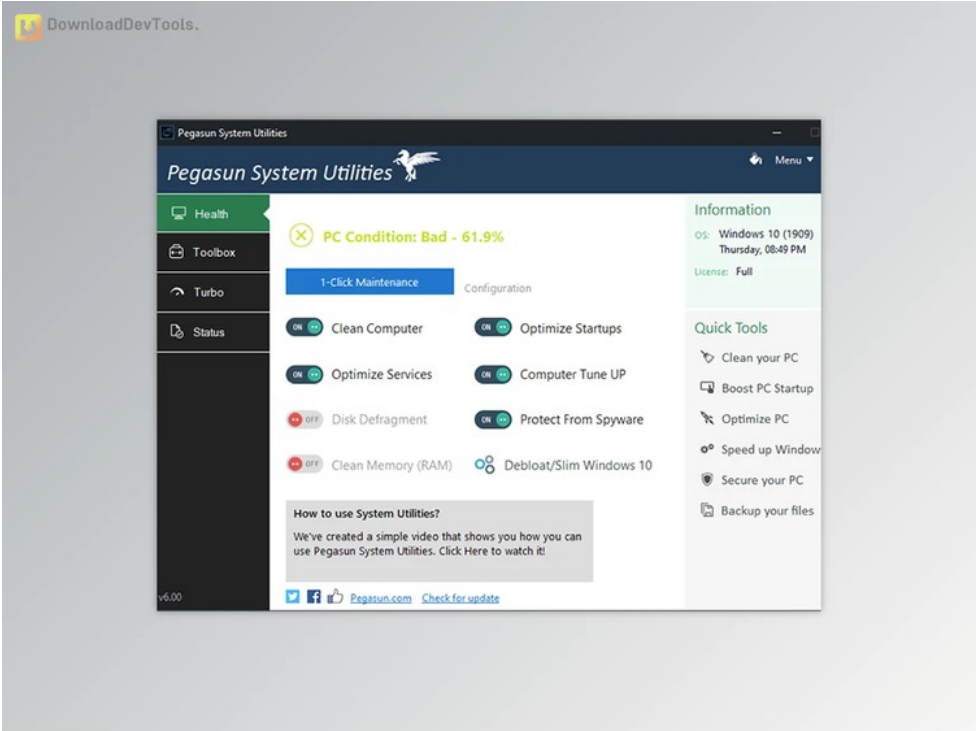 DownloadDevTools.
Pegasun System Utilities
Pegasun System Utilities
Menu
Health
Toolbox
Turbo
Status
v6.00
PC Condition: Bad - 61.9%
1-Click Maintenance
Configuration
ON Clean Computer
ON Optimize Startups
ON Optimize Services
ON Computer Tune UP
OFF Disk Defragment
ON Protect From Spyware
OFF Clean Memory (RAM)
Debloat/Slim Windows 10
How to use System Utilities?
We've created a simple video that shows you how you can
use Pegasun System Utilities. Click Here to watch it!
Pegasun.com Check for update
Information
OS: Windows 10 (1909)
Thursday, 08:49 PM
License: Full
Quick Tools
Clean your PC
Boost PC Startup
Optimize PC
Speed up Window
Secure your PC
Backup your files